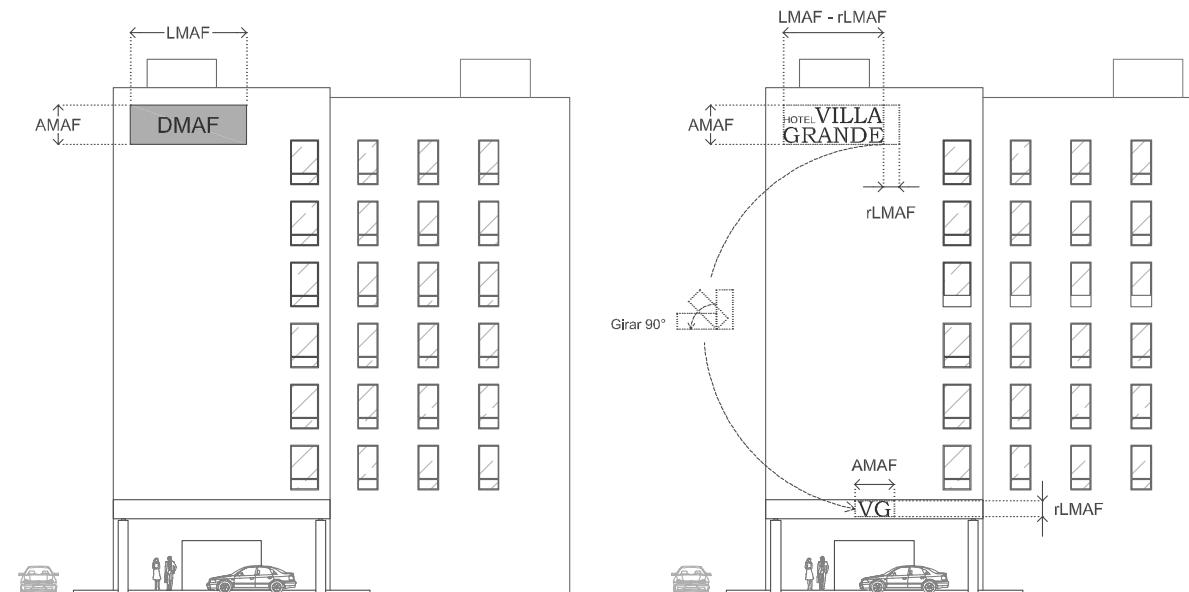 LMAF
AMAF
DMAF
LMAF - rLMAF
AMAF
HOTEL VILLA
GRANDE
rLMAF
Girar 90°
AMAF
VG
rLMAF